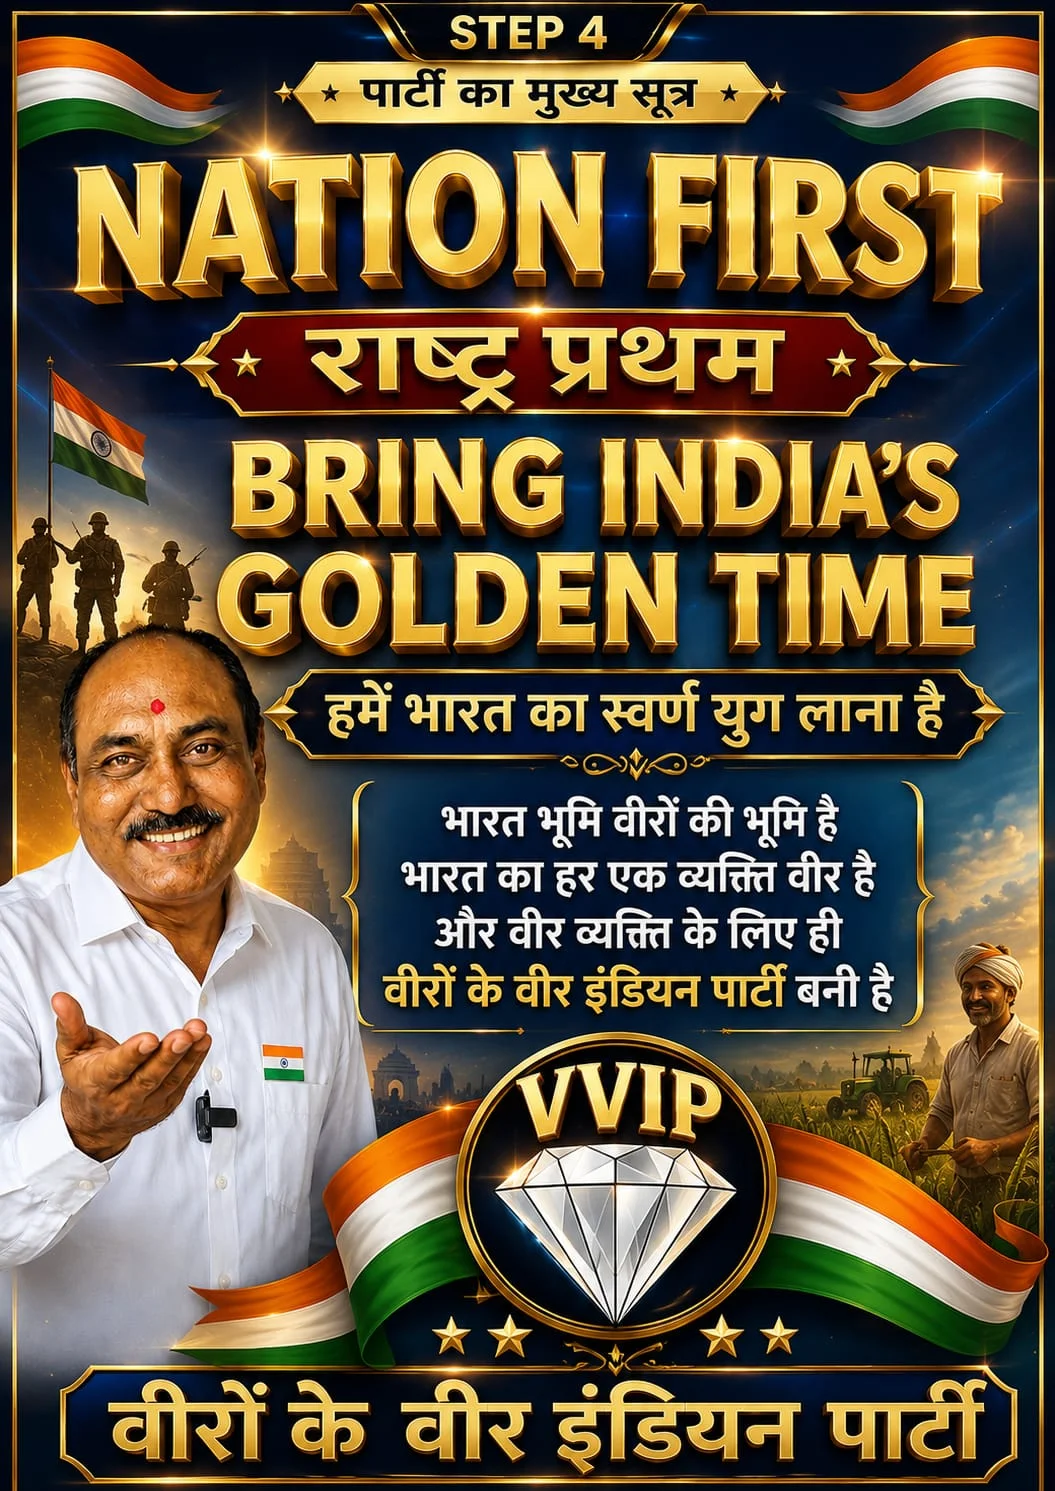 STEP 4
पार्टी का मुख्य सूत्र
NATION FIRST
राष्ट्र प्रथम
BRING INDIA'S
GOLDEN TIME
हमें भारत का स्वर्ण युग लाना है
भारत भूमि वीरों की भूमि है
भारत का हर एक व्यक्ति वीर है
और वीर व्यक्ति के लिए ही
वीरों के वीर इंडियन पार्टी बनी है
VVIP
वीरों के वीर इंडियन पार्टी